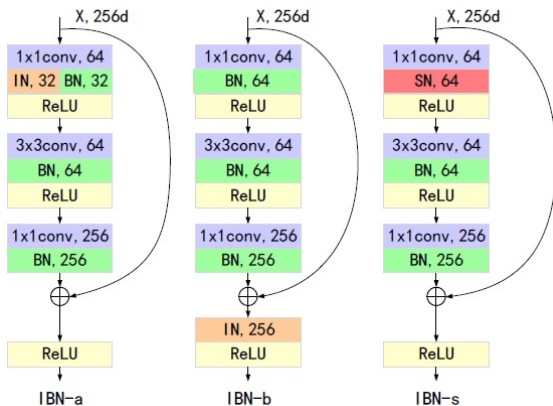 X, 256d
1x1conv, 64
IN, 32 BN, 32
ReLU
3x3conv, 64
BN, 64
ReLU
1x1conv, 256
BN, 256
ReLU
IBN-a
X, 256d
1x1conv, 64
BN, 64
ReLU
3x3conv, 64
BN, 64
ReLU
1x1conv, 256
BN, 256
IN, 256
ReLU
IBN-b
X, 256d
1x1conv, 64
SN, 64
ReLU
3x3conv, 64
BN, 64
ReLU
1x1conv, 256
BN, 256
ReLU
IBN-s